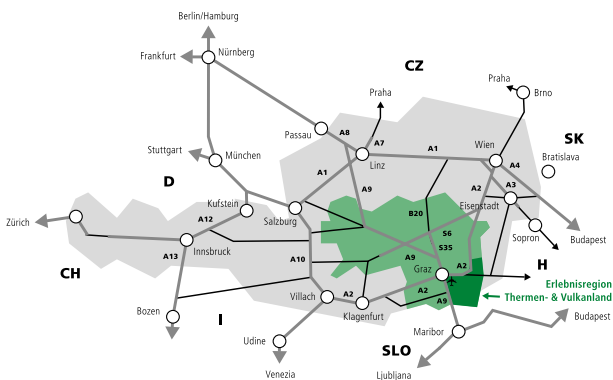 Berlin/Hamburg
Frankfurt
Nürnberg
CZ
Praha
Praha
Brno
Passau
A8
A7
Linz
A1
Wien
A4
SK
Bratislava
Stuttgart
München
D
A1
A9
A2
A3
Kufstein
Salzburg
B20
Eisenstadt
Zürich
A12
Innsbruck
S6
S35
Sopron
Budapest
CH
A13
A10
A9
Graz
A2
H
Erlebnisregion
Thermen- & Vulkanland
Villach
A2
Klagenfurt
A2
A9
Bozen
I
Udine
Maribor
Budapest
SLO
Venezia
Ljubljana